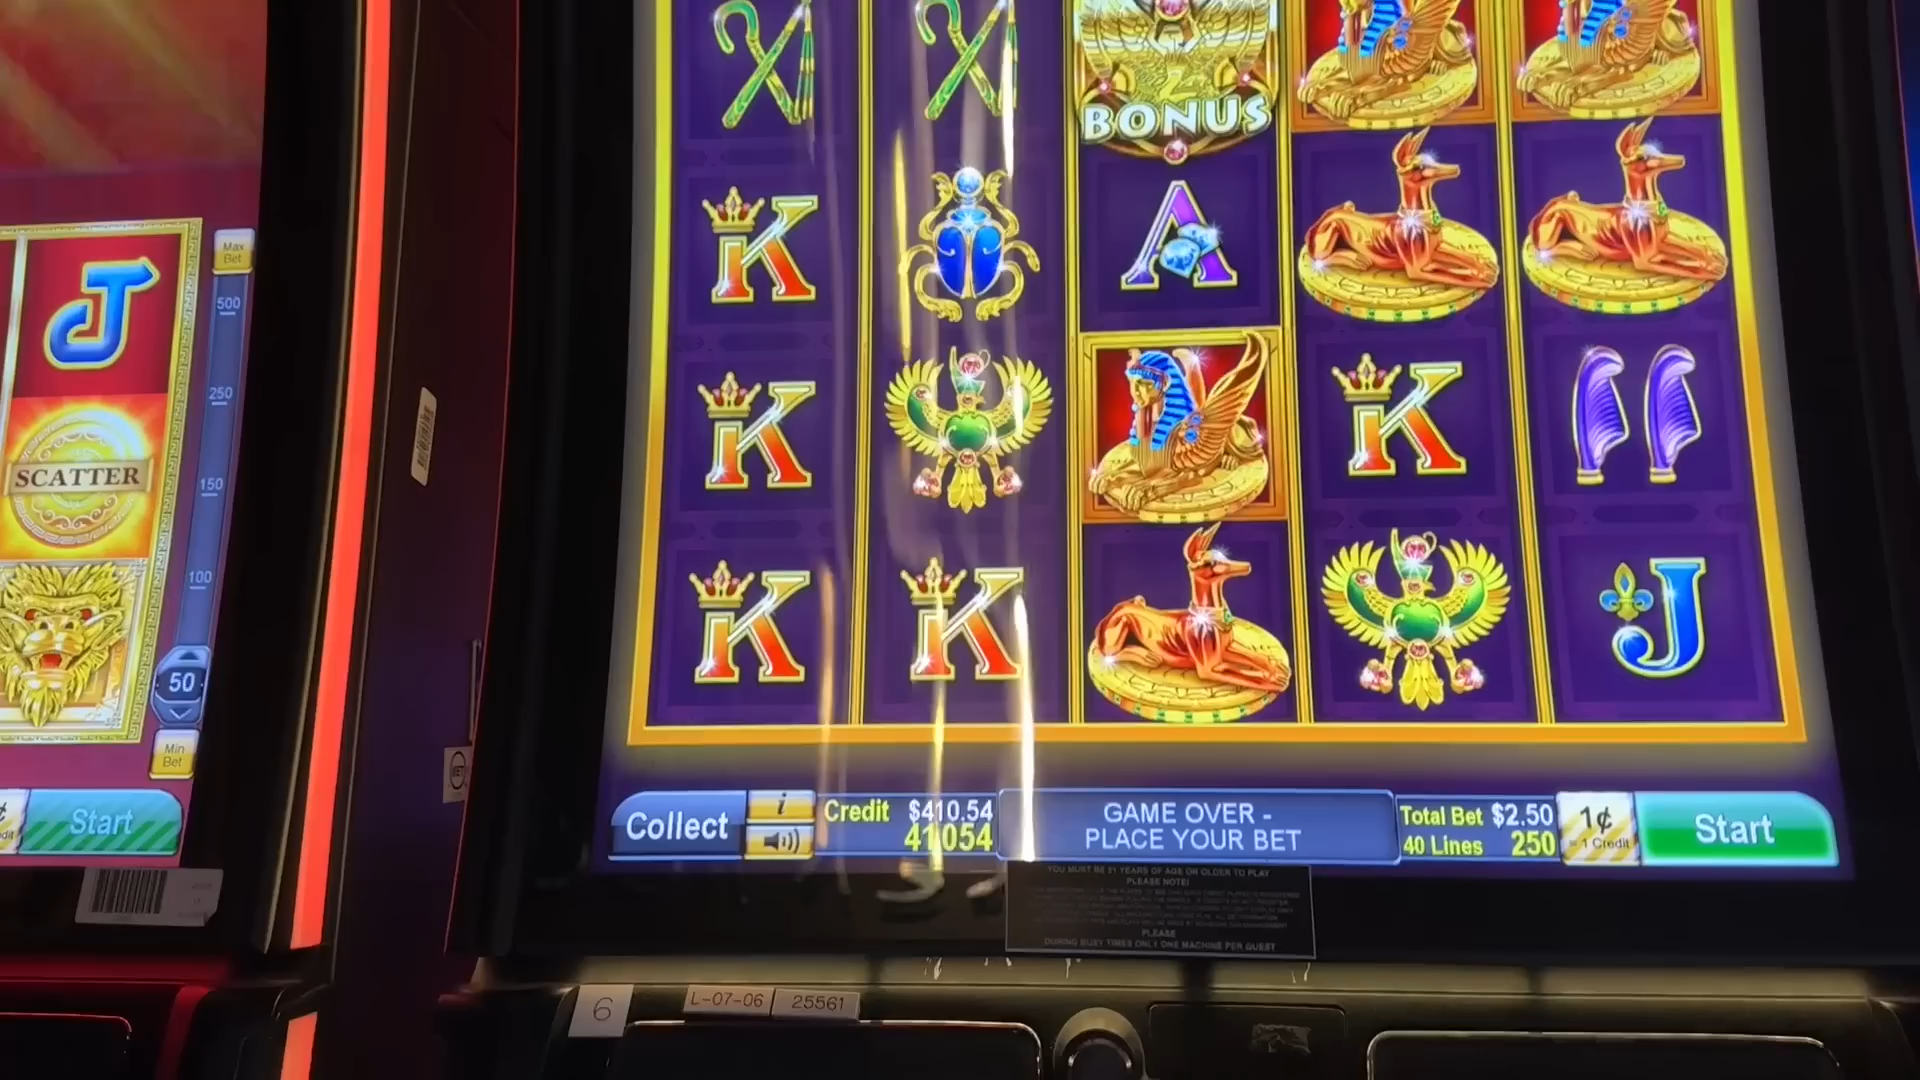 BONUS
K
A
K
K
K
K
J
Collect
i
Credit $410.54
41054
GAME OVER -
PLACE YOUR BET
Total Bet $2.50
40 Lines 250
1¢
= 1 Credit
Start
YOU MUST BE 21 YEARS OF AGE OR OLDER TO PLAY
PLEASE NOTE!
PLEASE
DURING BUSY TIMES ONLY ONE MACHINE PER GUEST
6
L-07-06
25561
J
SCATTER
Max
Bet
500
250
150
100
50
Min
Bet
Start